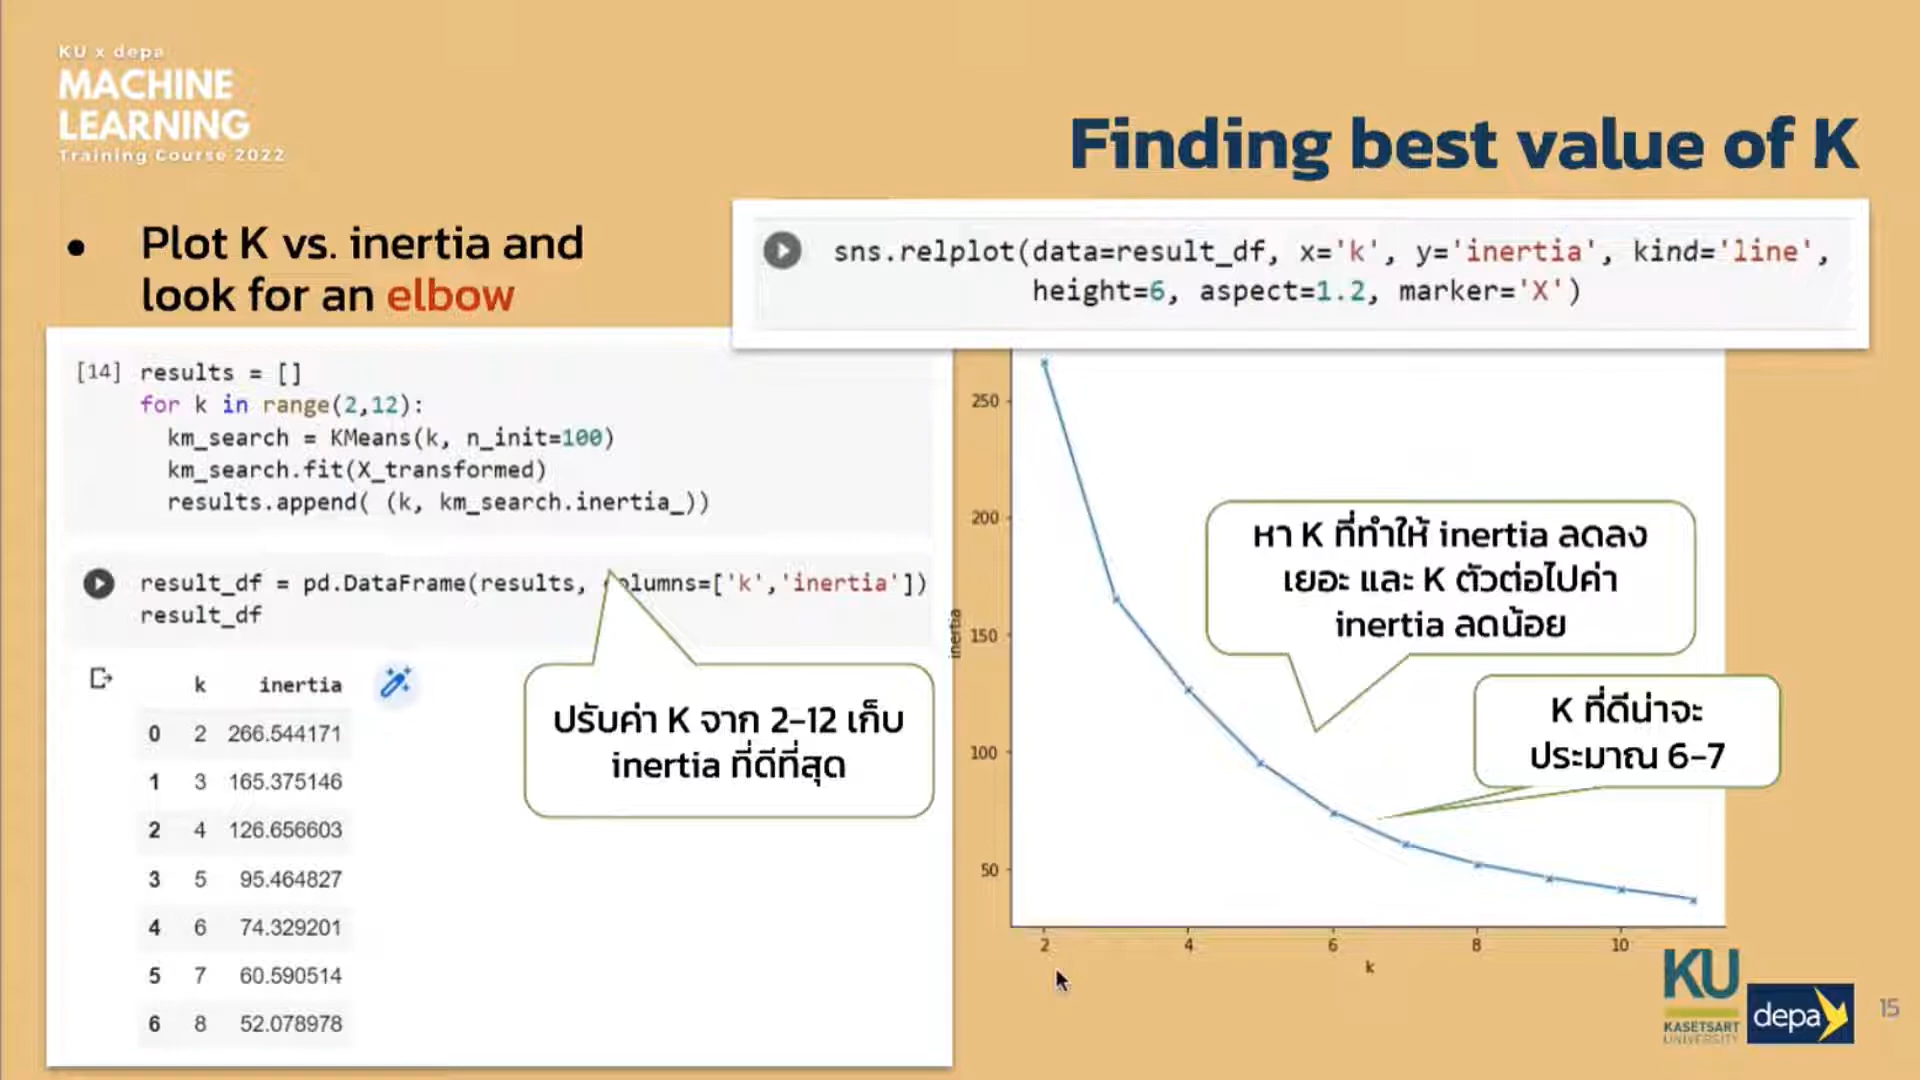 KU x depa
MACHINE
LEARNING
Training Course 2022
Finding best value of K
● Plot K vs. inertia and
look for an elbow
sns.relplot(data=result_df, x='k', y='inertia', kind='line',
height=6, aspect=1.2, marker='X')
[14] results = []
for k in range(2,12):
km_search = KMeans(k, n_init=100)
km_search.fit(X_transformed)
results.append( (k, km_search.inertia_))
result_df = pd.DataFrame(results, columns=['k','inertia'])
result_df
k inertia
0 2 266.544171
1 3 165.375146
2 4 126.656603
3 5 95.464827
4 6 74.329201
5 7 60.590514
6 8 52.078978
ปรับค่า K จาก 2-12 เก็บ
inertia ที่ดีที่สุด
250
200
150
100
50
inertia
หา K ที่ทำให้ inertia ลดลง
เยอะ และ K ตัวต่อไปค่า
inertia ลดน้อย
K ที่ดีน่าจะ
ประมาณ 6-7
2 4 6 8 10
k
KU
KASETSART
UNIVERSITY
depa
15